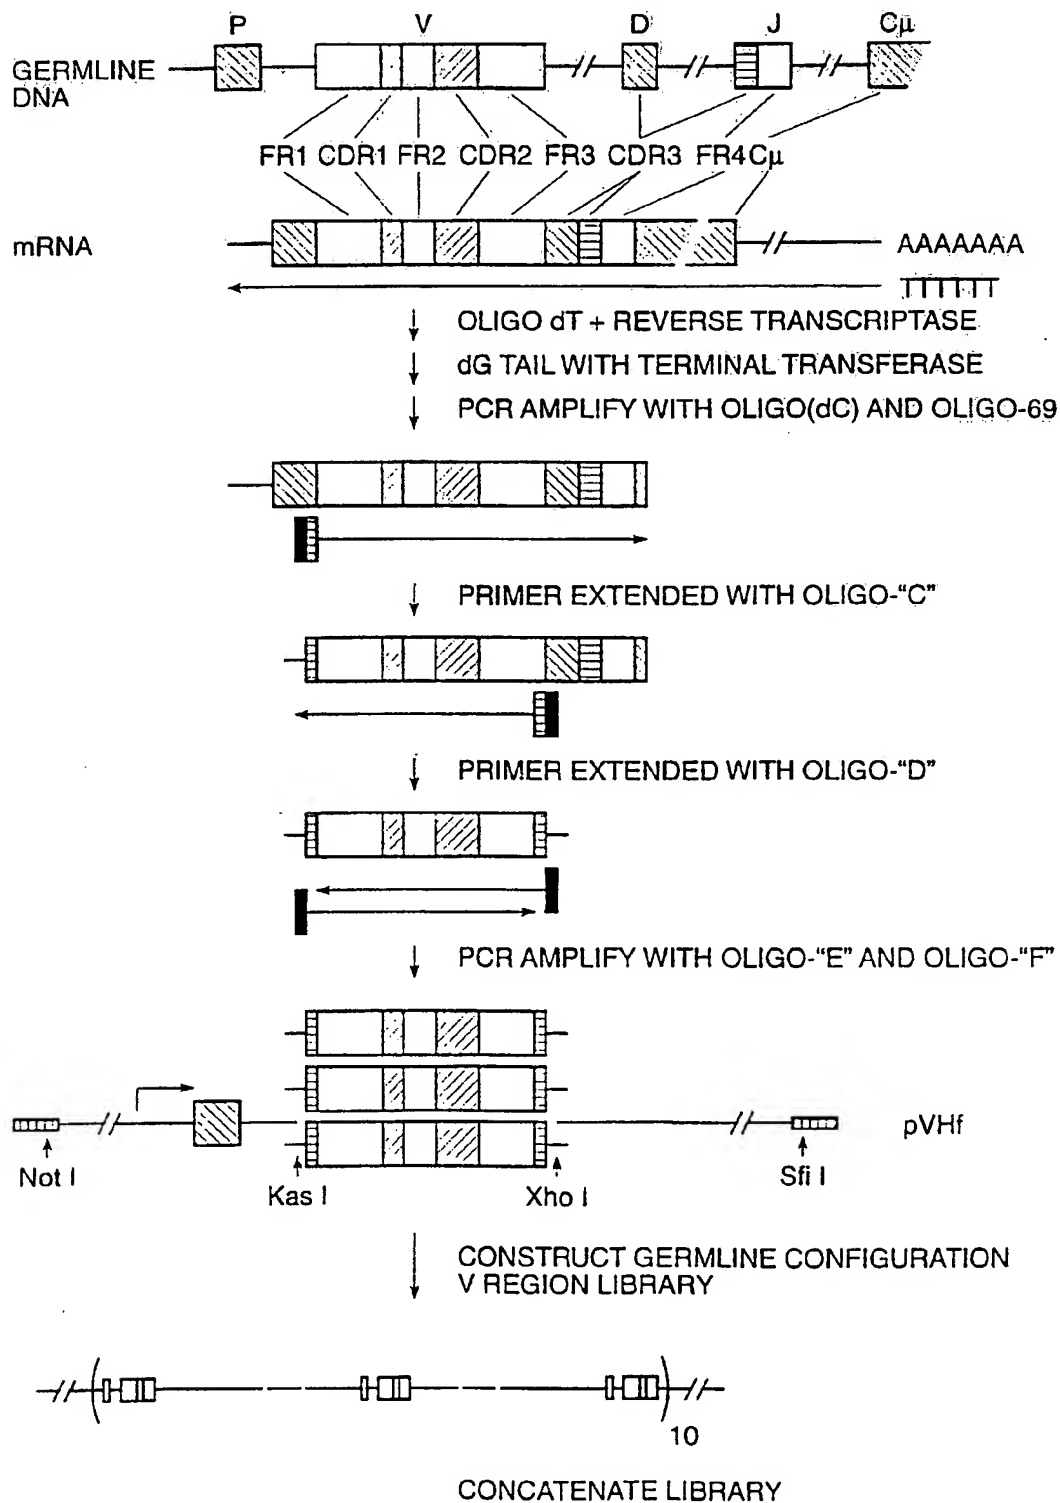 P V D J Cμ
GERMLINE
DNA
FR1 CDR1 FR2 CDR2 FR3 CDR3 FR4 Cμ
mRNA
AAAAAAA
TTTTTT
OLIGO dT + REVERSE TRANSCRIPTASE
dG TAIL WITH TERMINAL TRANSFERASE
PCR AMPLIFY WITH OLIGO(dC) AND OLIGO-69
PRIMER EXTENDED WITH OLIGO-“C”
PRIMER EXTENDED WITH OLIGO-“D”
PCR AMPLIFY WITH OLIGO-“E” AND OLIGO-“F”
pVHf
Not I
Kas I
Xho I
Sfi I
CONSTRUCT GERMLINE CONFIGURATION
V REGION LIBRARY
10
CONCATENATE LIBRARY